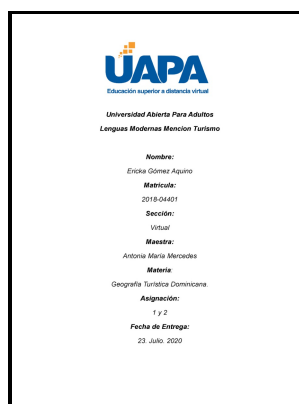 UAPA
Educación superior a distancia virtual
Universidad Abierta Para Adultos
Lenguas Modernas Mencion Turismo
Nombre:
Ericka Gómez Aquino
Matricula:
2018-04401
Sección:
Virtual
Maestra:
Antonia María Mercedes
Materia:
Geografía Turística Dominicana.
Asignación:
1 y 2
Fecha de Entrega:
23. Julio. 2020